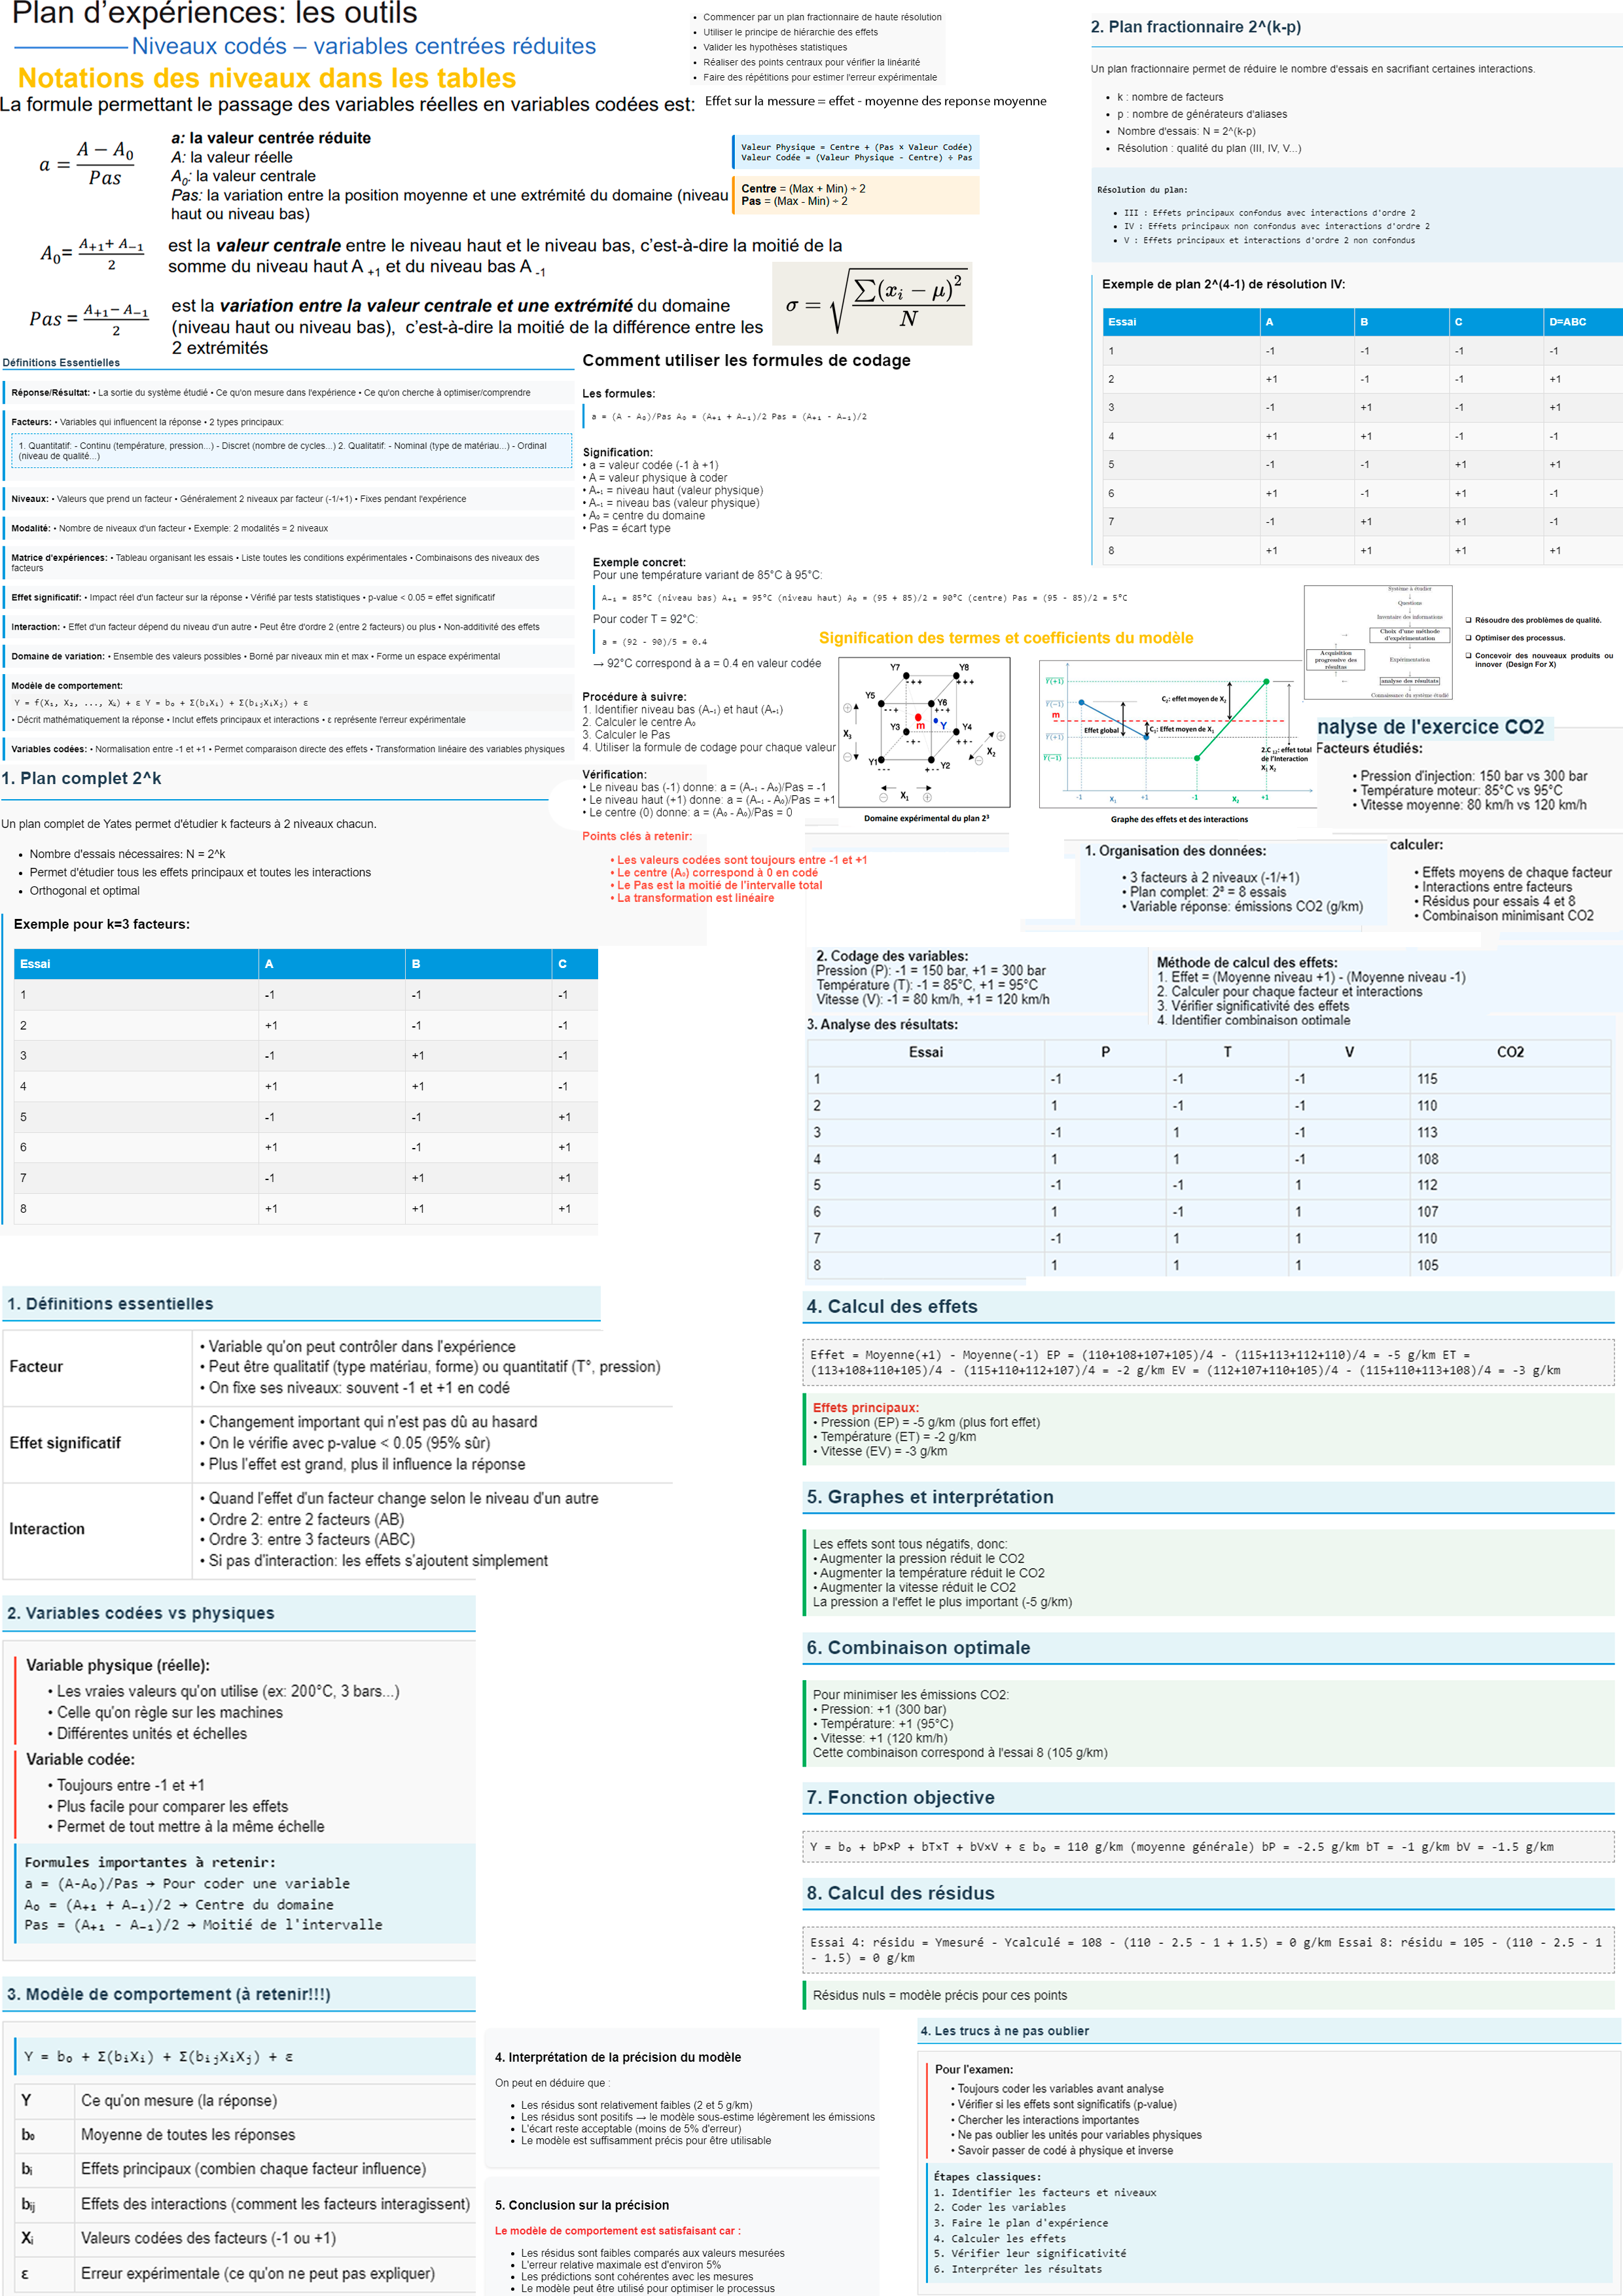 Plan d'expériences: les outils
Niveaux codés – variables centrées réduites
Notations des niveaux dans les tables
La formule permettant le passage des variables réelles en variables codées est:
a = (A − A0) / Pas
a: la valeur centrée réduite
A: la valeur réelle
A0: la valeur centrale
Pas: la variation entre la position moyenne et une extrémité du domaine (niveau
haut ou niveau bas)
A0= (A+1+ A−1) / 2
est la valeur centrale entre le niveau haut et le niveau bas, c'est-à-dire la moitié de la
somme du niveau haut A +1 et du niveau bas A -1
Pas = (A+1− A−1) / 2
est la variation entre la valeur centrale et une extrémité du domaine
(niveau haut ou niveau bas), c'est-à-dire la moitié de la différence entre les
2 extrémités
• Commencer par un plan fractionnaire de haute résolution
• Utiliser le principe de hiérarchie des effets
• Valider les hypothèses statistiques
• Réaliser des points centraux pour vérifier la linéarité
• Faire des répétitions pour estimer l'erreur expérimentale
Effet sur la messure = effet - moyenne des reponse moyenne
Valeur Physique = Centre + (Pas × Valeur Codée)
Valeur Codée = (Valeur Physique - Centre) ÷ Pas
Centre = (Max + Min) ÷ 2
Pas = (Max - Min) ÷ 2
σ = √(∑(xi − μ)² / N)
2. Plan fractionnaire 2^(k-p)
Un plan fractionnaire permet de réduire le nombre d'essais en sacrifiant certaines interactions.
• k : nombre de facteurs
• p : nombre de générateurs d'aliases
• Nombre d'essais: N = 2^(k-p)
• Résolution : qualité du plan (III, IV, V...)
Résolution du plan:
• III : Effets principaux confondus avec interactions d'ordre 2
• IV : Effets principaux non confondus avec interactions d'ordre 2
• V : Effets principaux et interactions d'ordre 2 non confondus
Exemple de plan 2^(4-1) de résolution IV:
Essai A B C D=ABC
1 -1 -1 -1 -1
2 +1 -1 -1 +1
3 -1 +1 -1 +1
4 +1 +1 -1 -1
5 -1 -1 +1 +1
6 +1 -1 +1 -1
7 -1 +1 +1 -1
8 +1 +1 +1 +1
Définitions Essentielles
Réponse/Résultat: • La sortie du système étudié • Ce qu'on mesure dans l'expérience • Ce qu'on cherche à optimiser/comprendre
Facteurs: • Variables qui influencent la réponse • 2 types principaux:
1. Quantitatif: - Continu (température, pression...) - Discret (nombre de cycles...) 2. Qualitatif: - Nominal (type de matériau...) - Ordinal
(niveau de qualité...)
Niveaux: • Valeurs que prend un facteur • Généralement 2 niveaux par facteur (-1/+1) • Fixes pendant l'expérience
Modalité: • Nombre de niveaux d'un facteur • Exemple: 2 modalités = 2 niveaux
Matrice d'expériences: • Tableau organisant les essais • Liste toutes les conditions expérimentales • Combinaisons des niveaux des
facteurs
Effet significatif: • Impact réel d'un facteur sur la réponse • Vérifié par tests statistiques • p-value < 0.05 = effet significatif
Interaction: • Effet d'un facteur dépend du niveau d'un autre • Peut être d'ordre 2 (entre 2 facteurs) ou plus • Non-additivité des effets
Domaine de variation: • Ensemble des valeurs possibles • Borné par niveaux min et max • Forme un espace expérimental
Modèle de comportement:
Y = f(X₁, X₂, ..., Xₖ) + ε Y = b₀ + Σ(bᵢXᵢ) + Σ(bᵢⱼXᵢXⱼ) + ε
• Décrit mathématiquement la réponse • Inclut effets principaux et interactions • ε représente l'erreur expérimentale
Variables codées: • Normalisation entre -1 et +1 • Permet comparaison directe des effets • Transformation linéaire des variables physiques
Comment utiliser les formules de codage
Les formules:
a = (A - A₀)/Pas A₀ = (A₊₁ + A₋₁)/2 Pas = (A₊₁ - A₋₁)/2
Signification:
• a = valeur codée (-1 à +1)
• A = valeur physique à coder
• A₊₁ = niveau haut (valeur physique)
• A₋₁ = niveau bas (valeur physique)
• A₀ = centre du domaine
• Pas = écart type
Exemple concret:
Pour une température variant de 85°C à 95°C:
A₋₁ = 85°C (niveau bas) A₊₁ = 95°C (niveau haut) A₀ = (95 + 85)/2 = 90°C (centre) Pas = (95 - 85)/2 = 5°C
Pour coder T = 92°C:
a = (92 - 90)/5 = 0.4
→ 92°C correspond à a = 0.4 en valeur codée
Procédure à suivre:
1. Identifier niveau bas (A₋₁) et haut (A₊₁)
2. Calculer le centre A₀
3. Calculer le Pas
4. Utiliser la formule de codage pour chaque valeur
Vérification:
• Le niveau bas (-1) donne: a = (A₋₁ - A₀)/Pas = -1
• Le niveau haut (+1) donne: a = (A₊₁ - A₀)/Pas = +1
• Le centre (0) donne: a = (A₀ - A₀)/Pas = 0
Points clés à retenir:
• Les valeurs codées sont toujours entre -1 et +1
• Le centre (A₀) correspond à 0 en codé
• Le Pas est la moitié de l'intervalle total
• La transformation est linéaire
Signification des termes et coefficients du modèle
Y7 Y8
- + + + + +
Y5 Y6
- - + + - +
Y3 m Y Y4
- + - + + -
Y1 Y2
- - - + - -
X3 X2 X1
Domaine expérimental du plan 2³
Y(+1)
Y(−1)
m
Y(+1)
Y(−1)
Effet global
C1: Effet moyen de X1
C2: effet moyen de X2
2.C 12: effet total
de l'Interaction
X1 X2
-1 X1 +1 -1 X2 +1
Graphe des effets et des interactions
Système à étudier
Questions
Inventaire des informations
Choix d'une méthode
d'expérimentation
Acquisition
progressive des
résultas
Expérimentation
analyse des résultats
Connaissance du système étudié
❑ Résoudre des problèmes de qualité.
❑ Optimiser des processus.
❑ Concevoir des nouveaux produits ou
innover (Design For X)
nalyse de l'exercice CO2
Facteurs étudiés:
• Pression d'injection: 150 bar vs 300 bar
• Température moteur: 85°C vs 95°C
• Vitesse moyenne: 80 km/h vs 120 km/h
1. Organisation des données:
• 3 facteurs à 2 niveaux (-1/+1)
• Plan complet: 2³ = 8 essais
• Variable réponse: émissions CO2 (g/km)
calculer:
• Effets moyens de chaque facteur
• Interactions entre facteurs
• Résidus pour essais 4 et 8
• Combinaison minimisant CO2
2. Codage des variables:
Pression (P): -1 = 150 bar, +1 = 300 bar
Température (T): -1 = 85°C, +1 = 95°C
Vitesse (V): -1 = 80 km/h, +1 = 120 km/h
Méthode de calcul des effets:
1. Effet = (Moyenne niveau +1) - (Moyenne niveau -1)
2. Calculer pour chaque facteur et interactions
3. Vérifier significativité des effets
4. Identifier combinaison optimale
3. Analyse des résultats:
Essai P T V CO2
1 -1 -1 -1 115
2 1 -1 -1 110
3 -1 1 -1 113
4 1 1 -1 108
5 -1 -1 1 112
6 1 -1 1 107
7 -1 1 1 110
8 1 1 1 105
1. Plan complet 2^k
Un plan complet de Yates permet d'étudier k facteurs à 2 niveaux chacun.
• Nombre d'essais nécessaires: N = 2^k
• Permet d'étudier tous les effets principaux et toutes les interactions
• Orthogonal et optimal
Exemple pour k=3 facteurs:
Essai A B C
1 -1 -1 -1
2 +1 -1 -1
3 -1 +1 -1
4 +1 +1 -1
5 -1 -1 +1
6 +1 -1 +1
7 -1 +1 +1
8 +1 +1 +1
1. Définitions essentielles
Facteur
• Variable qu'on peut contrôler dans l'expérience
• Peut être qualitatif (type matériau, forme) ou quantitatif (T°, pression)
• On fixe ses niveaux: souvent -1 et +1 en codé
Effet significatif
• Changement important qui n'est pas dû au hasard
• On le vérifie avec p-value < 0.05 (95% sûr)
• Plus l'effet est grand, plus il influence la réponse
Interaction
• Quand l'effet d'un facteur change selon le niveau d'un autre
• Ordre 2: entre 2 facteurs (AB)
• Ordre 3: entre 3 facteurs (ABC)
• Si pas d'interaction: les effets s'ajoutent simplement
2. Variables codées vs physiques
Variable physique (réelle):
• Les vraies valeurs qu'on utilise (ex: 200°C, 3 bars...)
• Celle qu'on règle sur les machines
• Différentes unités et échelles
Variable codée:
• Toujours entre -1 et +1
• Plus facile pour comparer les effets
• Permet de tout mettre à la même échelle
Formules importantes à retenir:
a = (A-A₀)/Pas → Pour coder une variable
A₀ = (A₊₁ + A₋₁)/2 → Centre du domaine
Pas = (A₊₁ - A₋₁)/2 → Moitié de l'intervalle
3. Modèle de comportement (à retenir!!!)
Y = b₀ + Σ(bᵢXᵢ) + Σ(bᵢⱼXᵢXⱼ) + ε
Y Ce qu'on mesure (la réponse)
b₀ Moyenne de toutes les réponses
bᵢ Effets principaux (combien chaque facteur influence)
bᵢⱼ Effets des interactions (comment les facteurs interagissent)
Xᵢ Valeurs codées des facteurs (-1 ou +1)
ε Erreur expérimentale (ce qu'on ne peut pas expliquer)
4. Calcul des effets
Effet = Moyenne(+1) - Moyenne(-1) EP = (110+108+107+105)/4 - (115+113+112+110)/4 = -5 g/km ET =
(113+108+110+105)/4 - (115+110+112+107)/4 = -2 g/km EV = (112+107+110+105)/4 - (115+110+113+108)/4 = -3 g/km
Effets principaux:
• Pression (EP) = -5 g/km (plus fort effet)
• Température (ET) = -2 g/km
• Vitesse (EV) = -3 g/km
5. Graphes et interprétation
Les effets sont tous négatifs, donc:
• Augmenter la pression réduit le CO2
• Augmenter la température réduit le CO2
• Augmenter la vitesse réduit le CO2
La pression a l'effet le plus important (-5 g/km)
6. Combinaison optimale
Pour minimiser les émissions CO2:
• Pression: +1 (300 bar)
• Température: +1 (95°C)
• Vitesse: +1 (120 km/h)
Cette combinaison correspond à l'essai 8 (105 g/km)
7. Fonction objective
Y = b₀ + bP×P + bT×T + bV×V + ε b₀ = 110 g/km (moyenne générale) bP = -2.5 g/km bT = -1 g/km bV = -1.5 g/km
8. Calcul des résidus
Essai 4: résidu = Ymesuré - Ycalculé = 108 - (110 - 2.5 - 1 + 1.5) = 0 g/km Essai 8: résidu = 105 - (110 - 2.5 - 1
- 1.5) = 0 g/km
Résidus nuls = modèle précis pour ces points
4. Interprétation de la précision du modèle
On peut en déduire que :
• Les résidus sont relativement faibles (2 et 5 g/km)
• Les résidus sont positifs → le modèle sous-estime légèrement les émissions
• L'écart reste acceptable (moins de 5% d'erreur)
• Le modèle est suffisamment précis pour être utilisable
5. Conclusion sur la précision
Le modèle de comportement est satisfaisant car :
• Les résidus sont faibles comparés aux valeurs mesurées
• L'erreur relative maximale est d'environ 5%
• Les prédictions sont cohérentes avec les mesures
• Le modèle peut être utilisé pour optimiser le processus
4. Les trucs à ne pas oublier
Pour l'examen:
• Toujours coder les variables avant analyse
• Vérifier si les effets sont significatifs (p-value)
• Chercher les interactions importantes
• Ne pas oublier les unités pour variables physiques
• Savoir passer de codé à physique et inverse
Étapes classiques:
1. Identifier les facteurs et niveaux
2. Coder les variables
3. Faire le plan d'expérience
4. Calculer les effets
5. Vérifier leur significativité
6. Interpréter les résultats